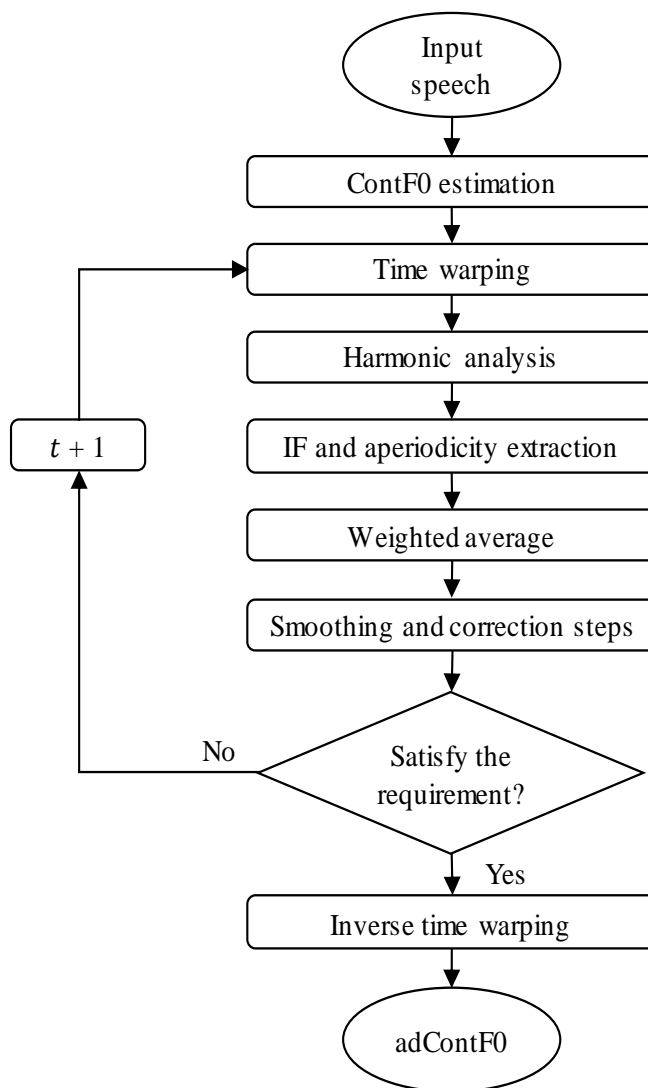 Input
speech
ContF0 estimation
Time warping
Harmonic analysis
t + 1
IF and aperiodicity extraction
Weighted average
Smoothing and correction steps
No
Satisfy the
requirement?
Yes
Inverse time warping
adContF0